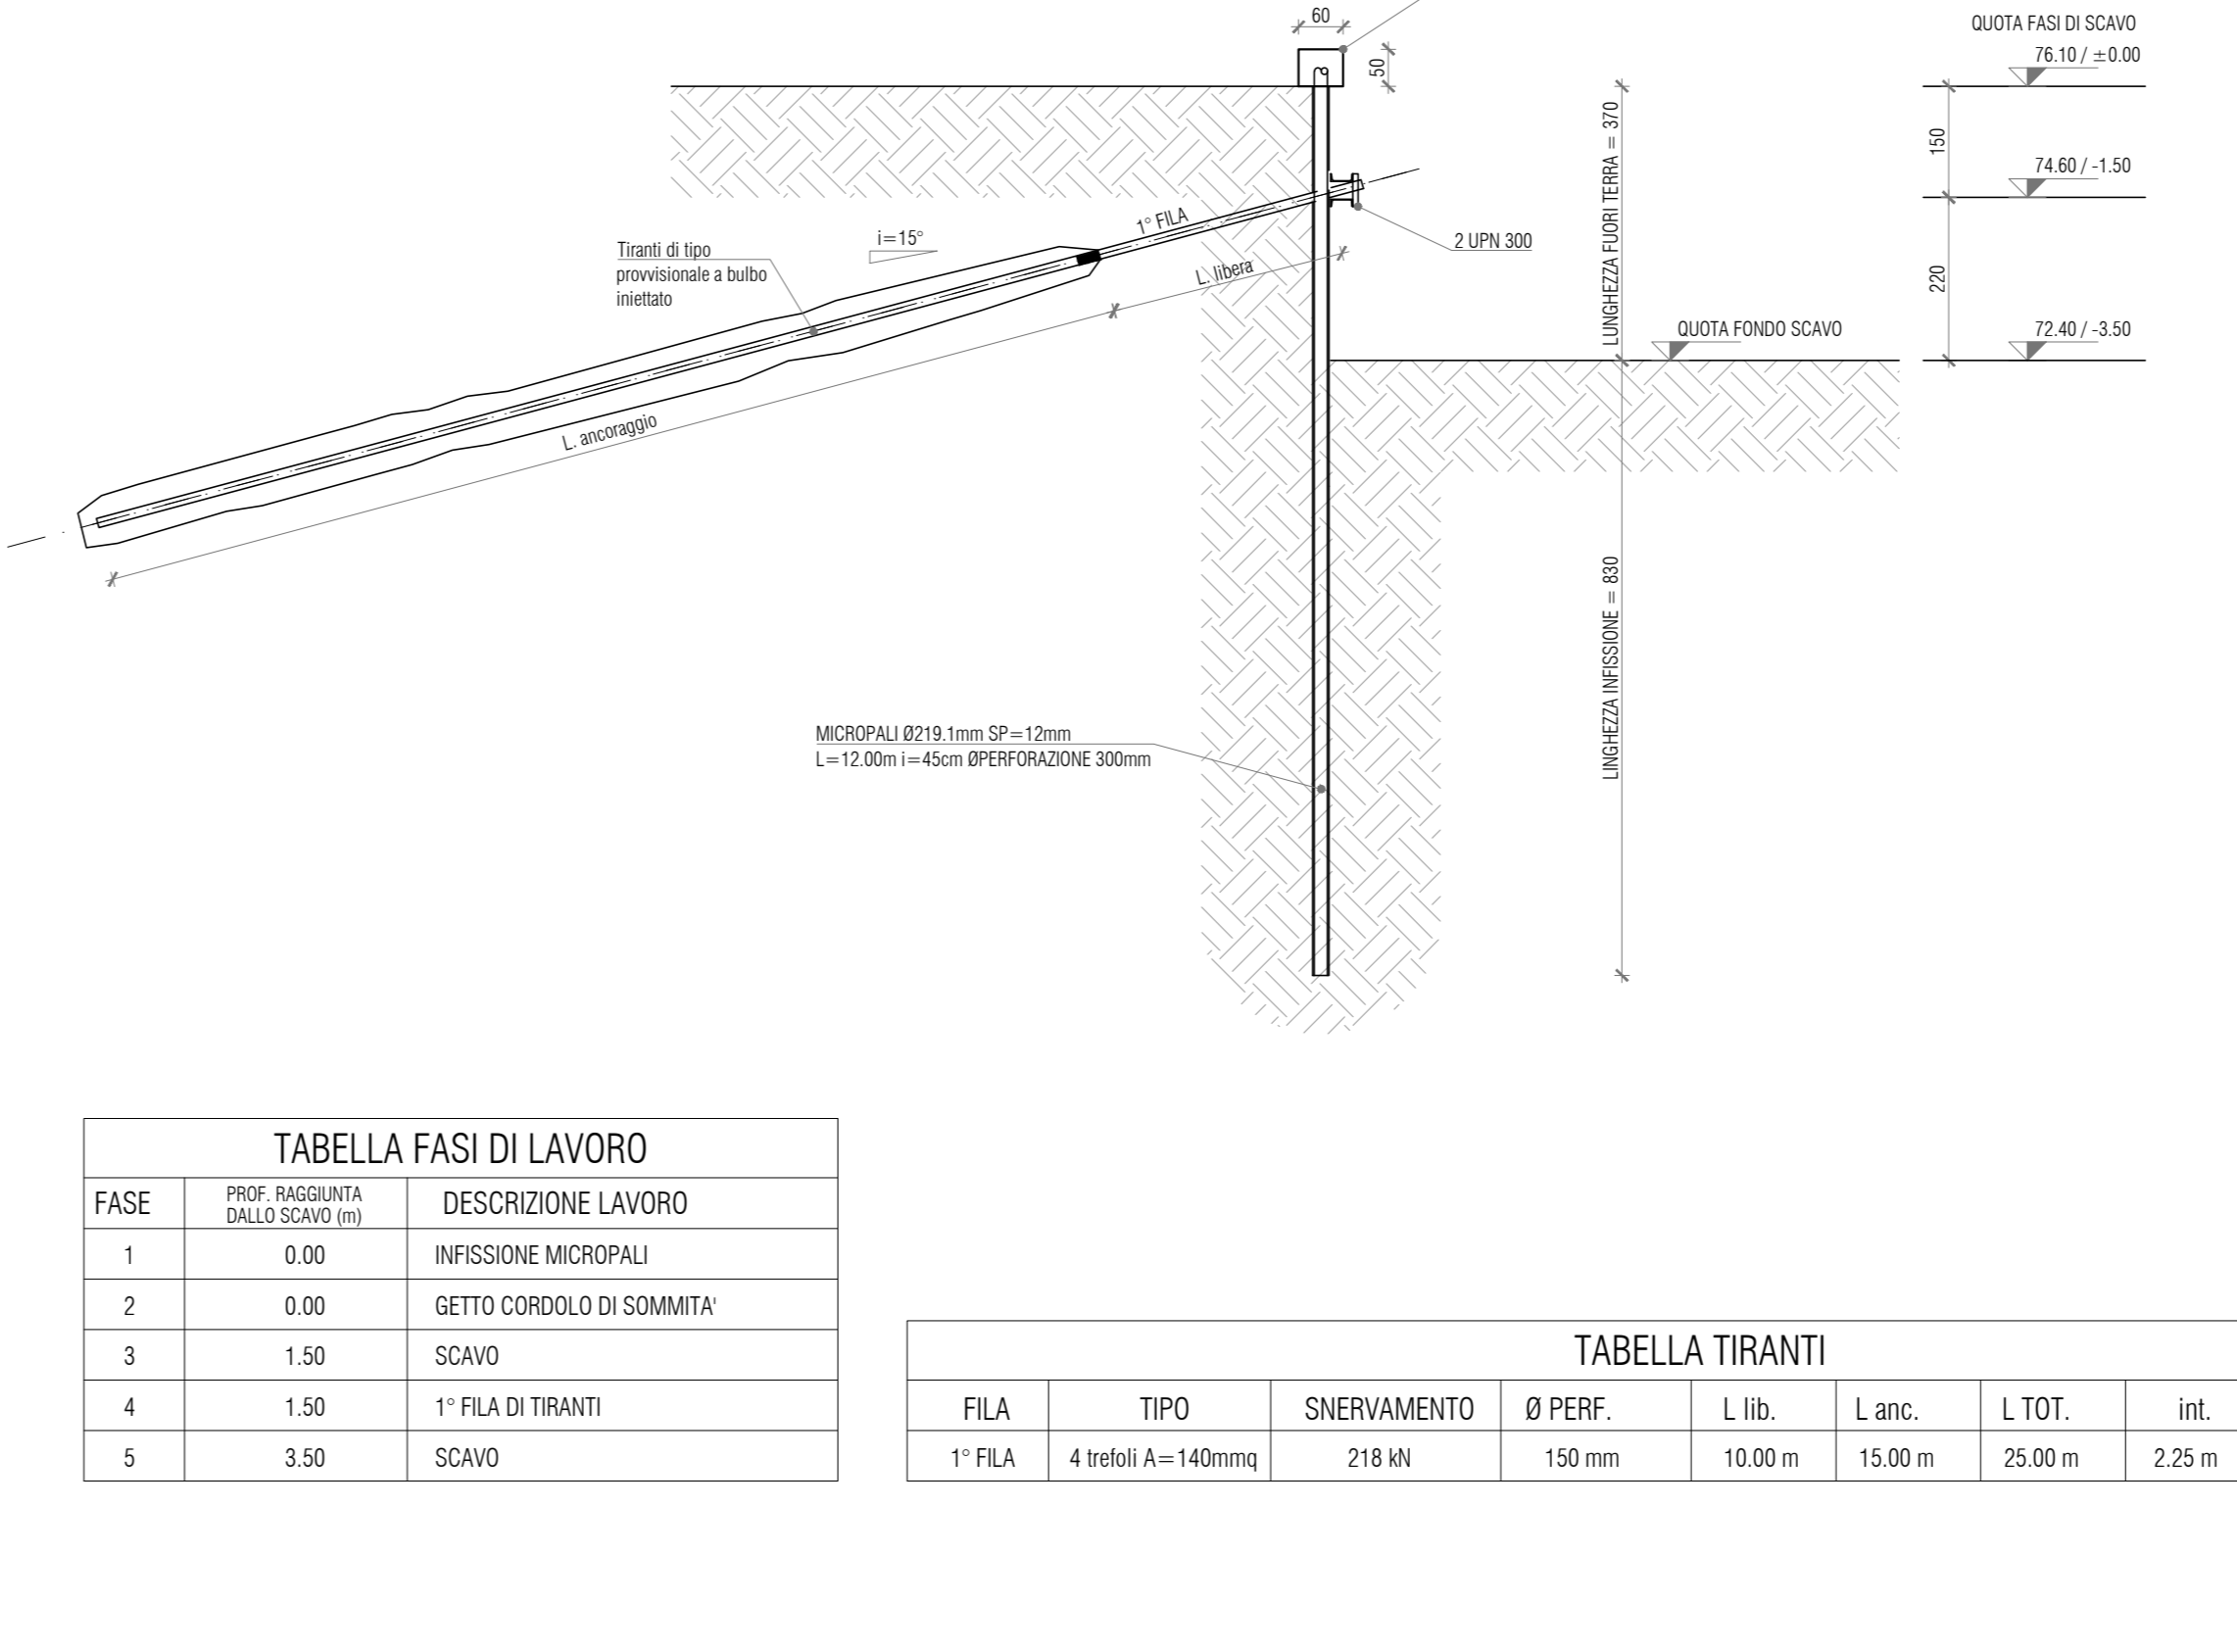 60
50
QUOTA FASI DI SCAVO
76.10 / ±0.00
150
74.60 / -1.50
220
72.40 / -3.50
LUNGHEZZA FUORI TERRA = 370
QUOTA FONDO SCAVO
LINGHEZZA INFISSIONE = 830
1° FILA
2 UPN 300
i=15°
Tiranti di tipo
provvisionale a bulbo
iniettato
L. libera
L. ancoraggio
MICROPALI Ø219.1mm SP=12mm
L=12.00m i=45cm ØPERFORAZIONE 300mm
TABELLA FASI DI LAVORO
FASE PROF. RAGGIUNTA DESCRIZIONE LAVORO
DALLO SCAVO (m)
1 0.00 INFISSIONE MICROPALI
2 0.00 GETTO CORDOLO DI SOMMITA'
3 1.50 SCAVO
4 1.50 1° FILA DI TIRANTI
5 3.50 SCAVO
TABELLA TIRANTI
FILA TIPO SNERVAMENTO Ø PERF. L lib. L anc. L TOT. int.
1° FILA 4 trefoli A=140mmq 218 kN 150 mm 10.00 m 15.00 m 25.00 m 2.25 m